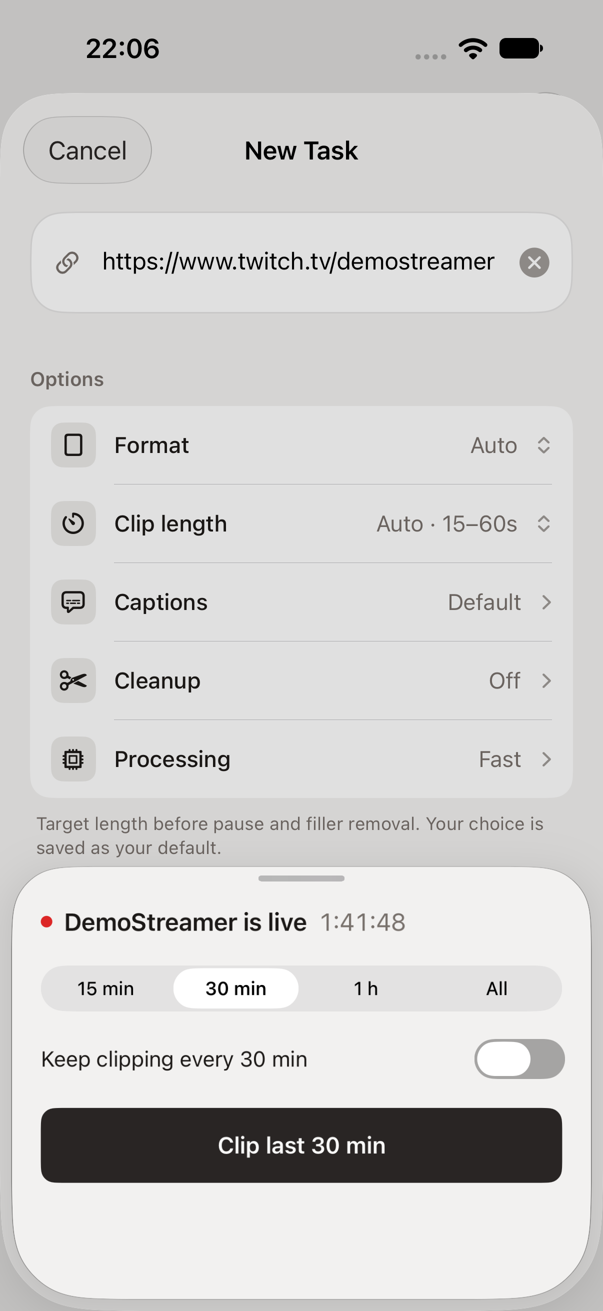 22:06
Cancel
New Task
https://www.twitch.tv/demostreamer
Options
Format
Auto
Clip length
Auto · 15–60s
Captions
Default
Cleanup
Off
Processing
Fast
Target length before pause and filler removal. Your choice is
saved as your default.
DemoStreamer is live 1:41:48
15 min
30 min
1 h
All
Keep clipping every 30 min
Clip last 30 min